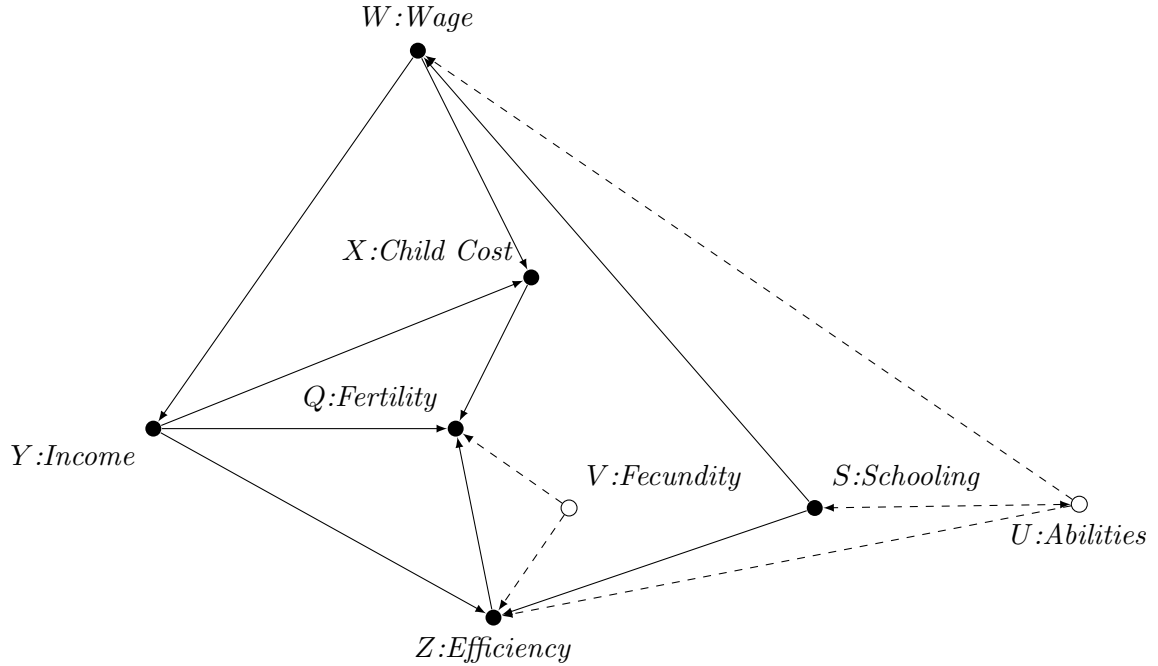 W:Wage
X:Child Cost
Q:Fertility
Y:Income
V:Fecundity
S:Schooling
U:Abilities
Z:Efficiency